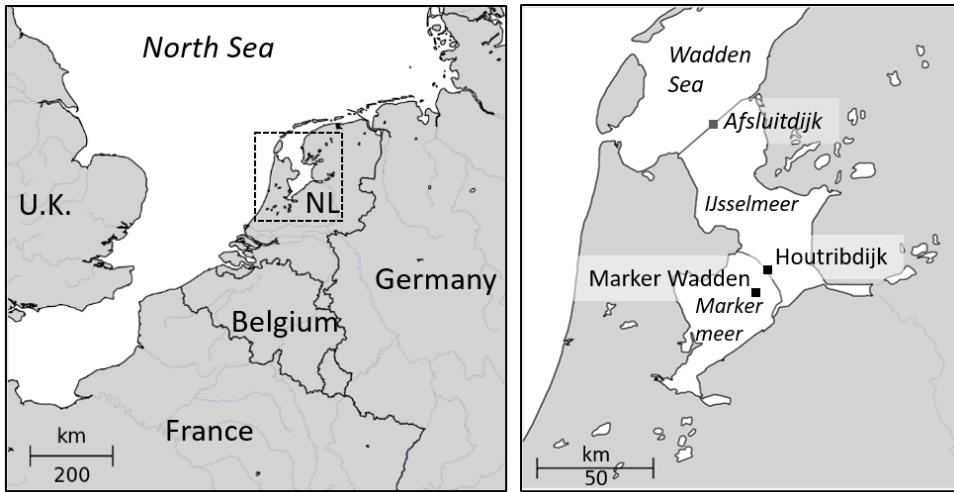 North Sea
U.K.
NL
Germany
Belgium
France
km
200
Wadden
Sea
Afsluitdijk
IJsselmeer
Houtribdijk
Marker Wadden
Marker
meer
km
50